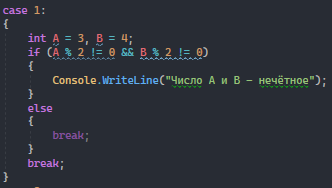 case 1:
{
int A = 3, B = 4;
if (A % 2 != 0 && B % 2 != 0)
{
Console.WriteLine("Число A и B - нечётное");
}
else
{
break;
}
break;
}